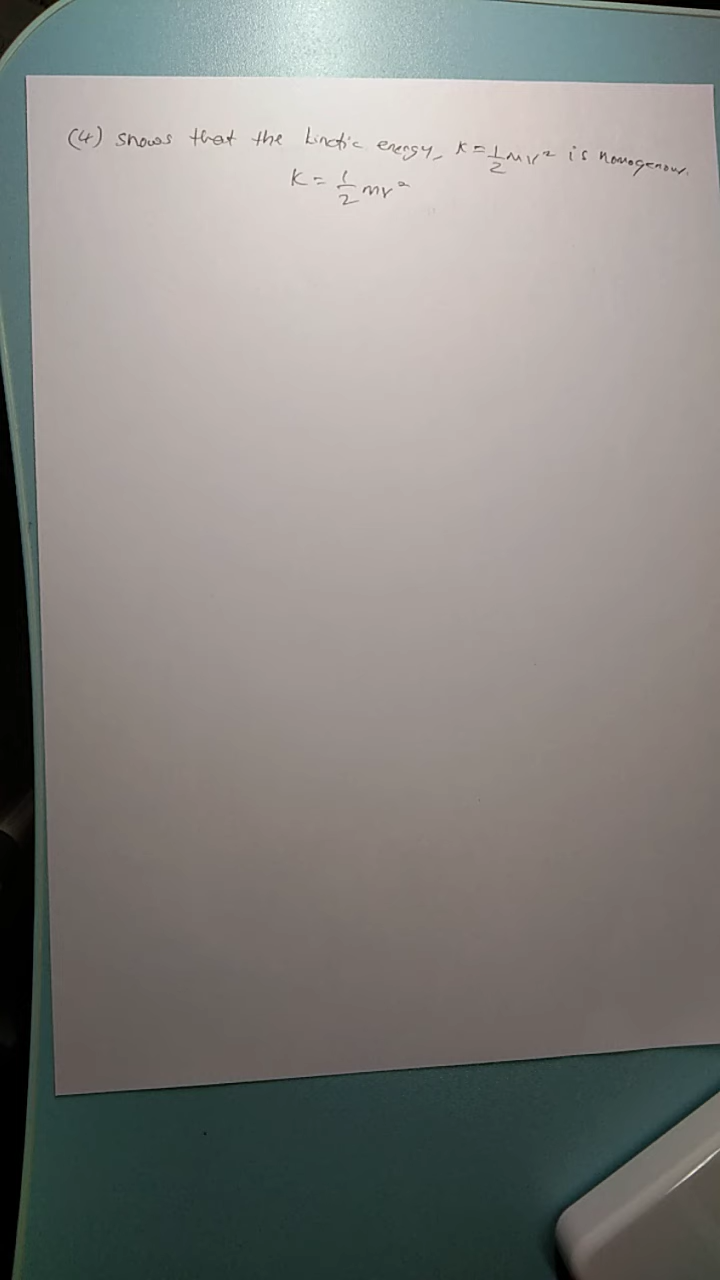 (4) shows that the kinetic energy, K = 1/2 mv² is homogenous.
K = 1/2 mv²